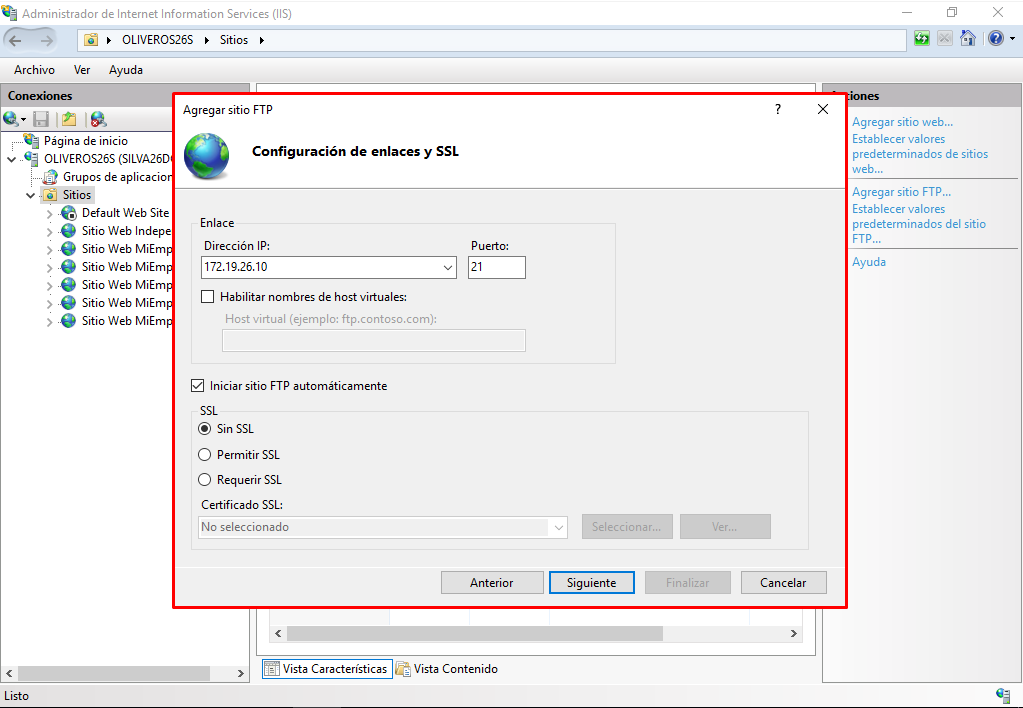 Administrador de Internet Information Services (IIS)
OLIVEROS26S
Sitios
Archivo Ver Ayuda
Conexiones
Página de inicio
OLIVEROS26S (SILVA26D
Grupos de aplicacion
Sitios
Default Web Site
Sitio Web Indepe
Sitio Web MiEmp
Sitio Web MiEmp
Sitio Web MiEmp
Sitio Web MiEmp
Sitio Web MiEmp
Agregar sitio FTP
?
Configuración de enlaces y SSL
Enlace
Dirección IP: Puerto:
172.19.26.10 21
Habilitar nombres de host virtuales:
Host virtual (ejemplo: ftp.contoso.com):
Iniciar sitio FTP automáticamente
SSL
Sin SSL
Permitir SSL
Requerir SSL
Certificado SSL:
No seleccionado Seleccionar... Ver...
Anterior Siguiente Finalizar Cancelar
Vista Características Vista Contenido
iones
Agregar sitio web...
Establecer valores
predeterminados de sitios
web...
Agregar sitio FTP...
Establecer valores
predeterminados del sitio
FTP...
Ayuda
Listo